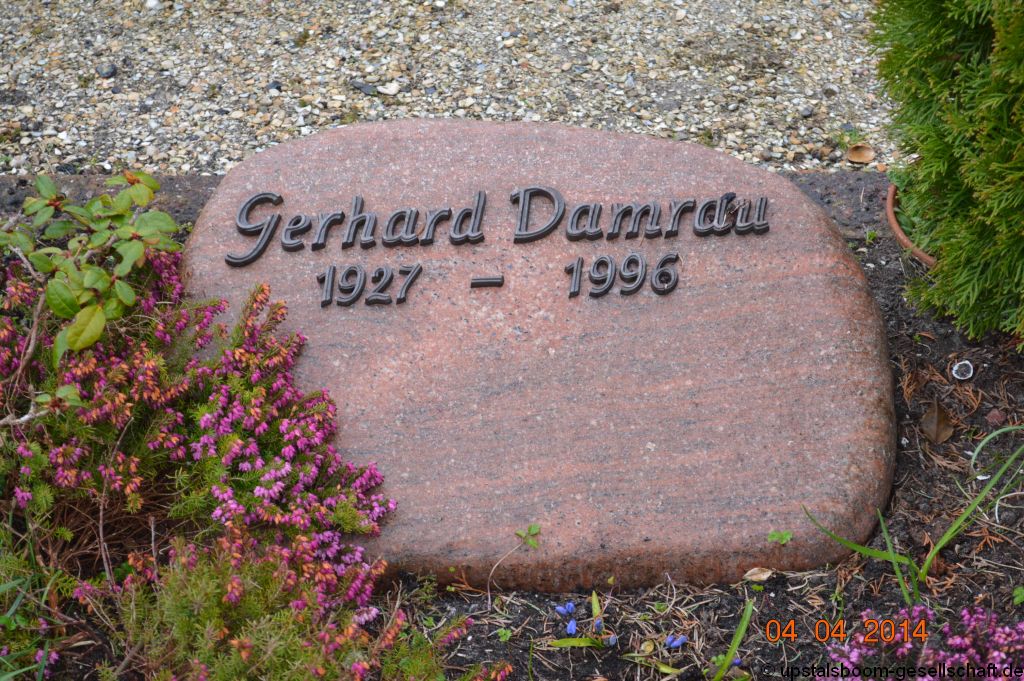 Gerhard Damrau
1927 – 1996
04 04 2014
© upstalsboom-gesellschaft.de